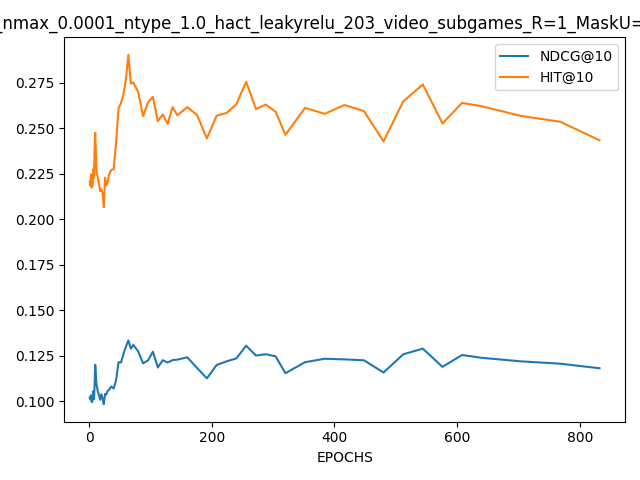 _nmax_0.0001_ntype_1.0_hact_leakyrelu_203_video_subgames_R=1_MaskU=
NDCG@10
HIT@10
0.275
0.250
0.225
0.200
0.175
0.150
0.125
0.100
0 200 400 600 800
EPOCHS